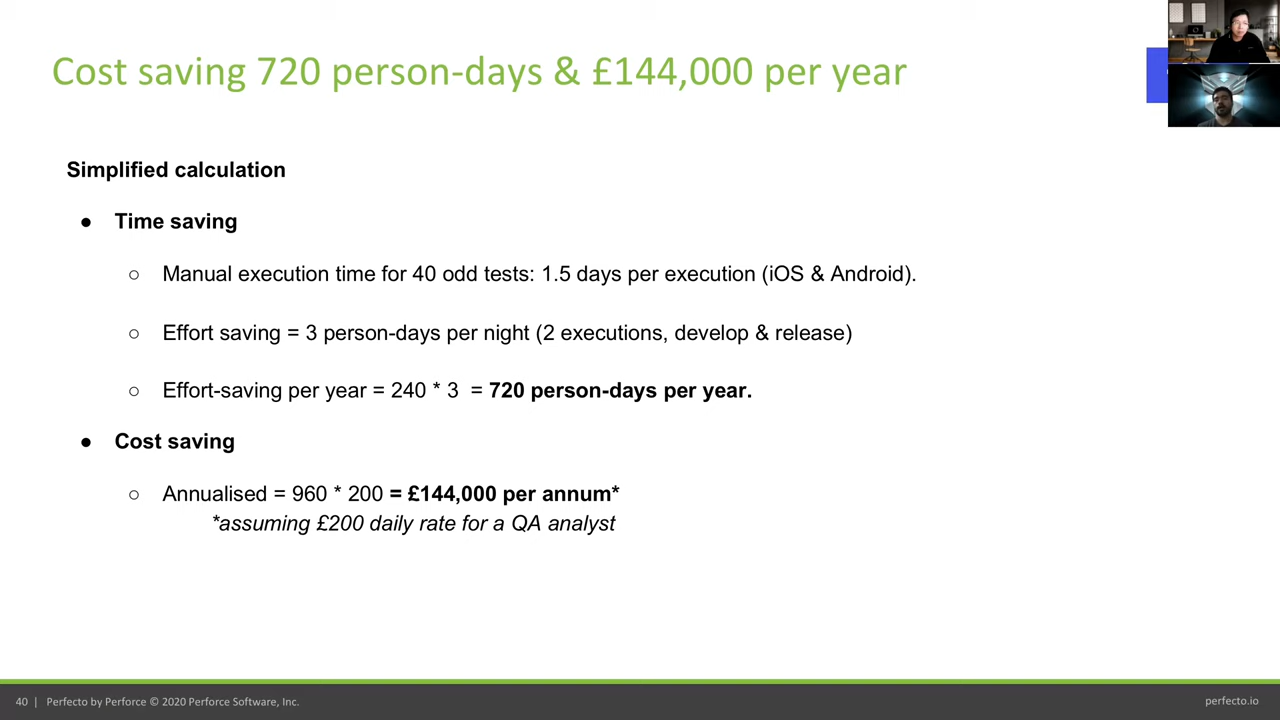 Cost saving 720 person-days & £144,000 per year
Simplified calculation
● Time saving
○ Manual execution time for 40 odd tests: 1.5 days per execution (iOS & Android).
○ Effort saving = 3 person-days per night (2 executions, develop & release)
○ Effort-saving per year = 240 * 3 = 720 person-days per year.
● Cost saving
○ Annualised = 960 * 200 = £144,000 per annum*
*assuming £200 daily rate for a QA analyst
40 | Perfecto by Perforce © 2020 Perforce Software, Inc.
perfecto.io